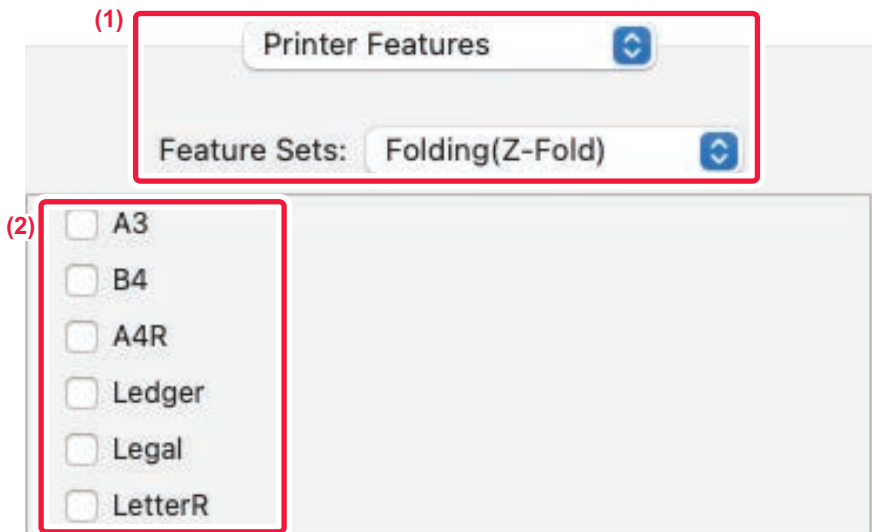 (1)
Printer Features
Feature Sets: Folding(Z-Fold)
(2)
A3
B4
A4R
Ledger
Legal
LetterR